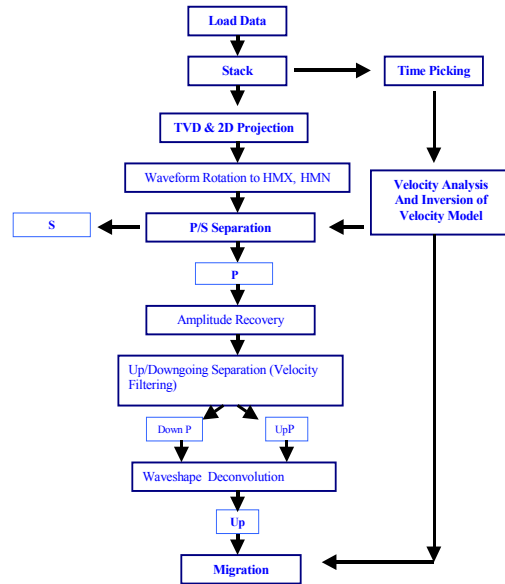 Load Data
Stack
Time Picking
TVD & 2D Projection
Waveform Rotation to HMX, HMN
Velocity Analysis
And Inversion of
Velocity Model
S
P/S Separation
P
Amplitude Recovery
Up/Downgoing Separation (Velocity
Filtering)
Down P
UpP
Waveshape Deconvolution
Up
Migration